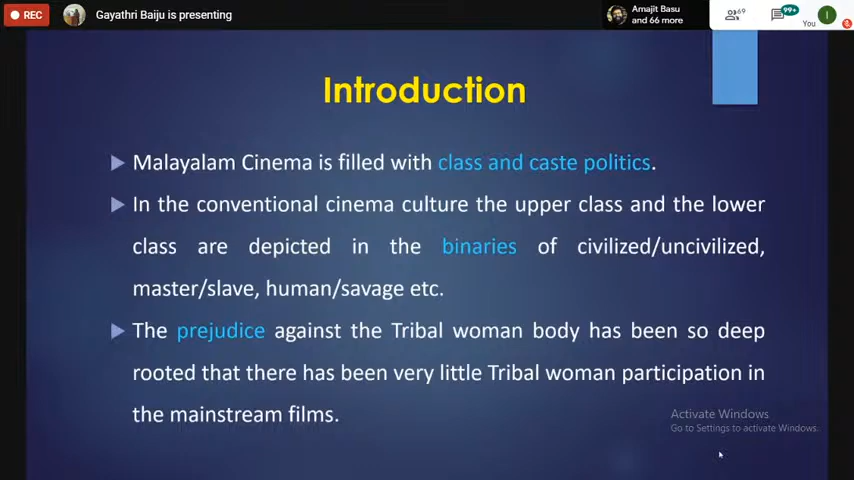 REC
Gayathri Baiju is presenting
Amajit Basu
and 66 more
69
99+
You
I
Introduction
Malayalam Cinema is filled with class and caste politics.
In the conventional cinema culture the upper class and the lower
class are depicted in the binaries of civilized/uncivilized,
master/slave, human/savage etc.
The prejudice against the Tribal woman body has been so deep
rooted that there has been very little Tribal woman participation in
the mainstream films.
Activate Windows
Go to Settings to activate Windows.